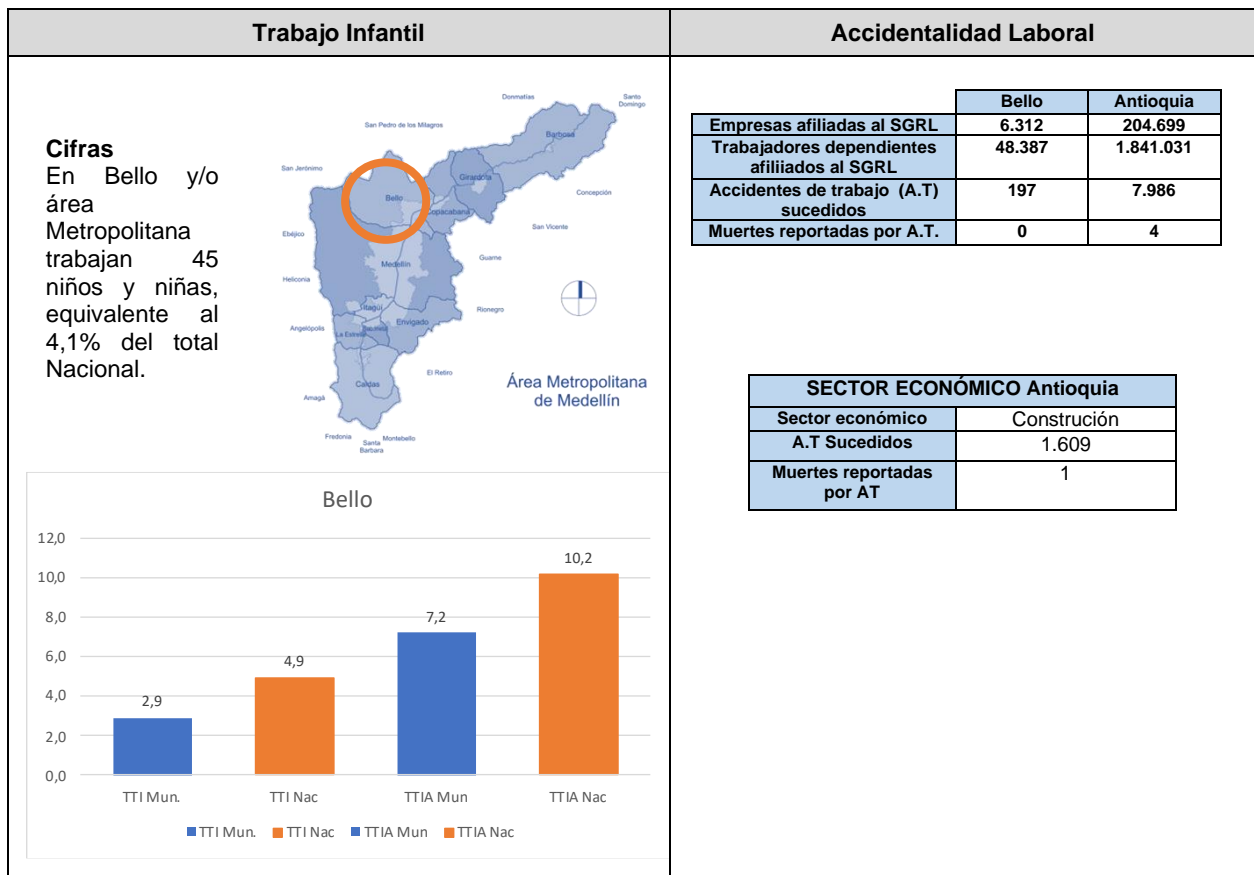 Trabajo Infantil
Cifras
En Bello y/o
área
Metropolitana
trabajan 45
niños y niñas,
equivalente al
4,1% del total
Nacional.
Donmatías
Santo
Domingo
San Pedro de los Milagros
Barbosa
San Jerónimo
Girardota
Bello
Concepción
Copacabana
San Vicente
Ebéjico
Guarne
Medellín
Heliconia
Itagüí
Rionegro
Angelópolis
La Estrella
Envigado
El Retiro
Caldas
Área Metropolitana
de Medellín
Amagá
Fredonia
Santa
Barbara
Montebello
Bello
12,0
10,0
8,0
6,0
4,0
2,0
0,0
2,9
4,9
7,2
10,2
TTI Mun.
TTI Nac
TTIA Mun
TTIA Nac
TTI Mun. TTI Nac TTIA Mun TTIA Nac
Accidentalidad Laboral
Bello Antioquia
Empresas afiliadas al SGRL 6.312 204.699
Trabajadores dependientes 48.387 1.841.031
afiliiados al SGRL
Accidentes de trabajo (A.T) 197 7.986
sucedidos
Muertes reportadas por A.T. 0 4
SECTOR ECONÓMICO Antioquia
Sector económico Construción
A.T Sucedidos 1.609
Muertes reportadas 1
por AT